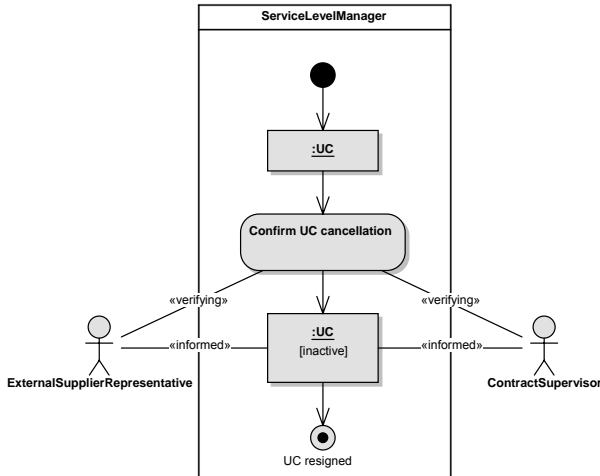 ServiceLevelManager
:UC
Confirm UC cancellation
«verifying»
«verifying»
:UC
[inactive]
«informed»
«informed»
ExternalSupplierRepresentative
ContractSupervisor
UC resigned